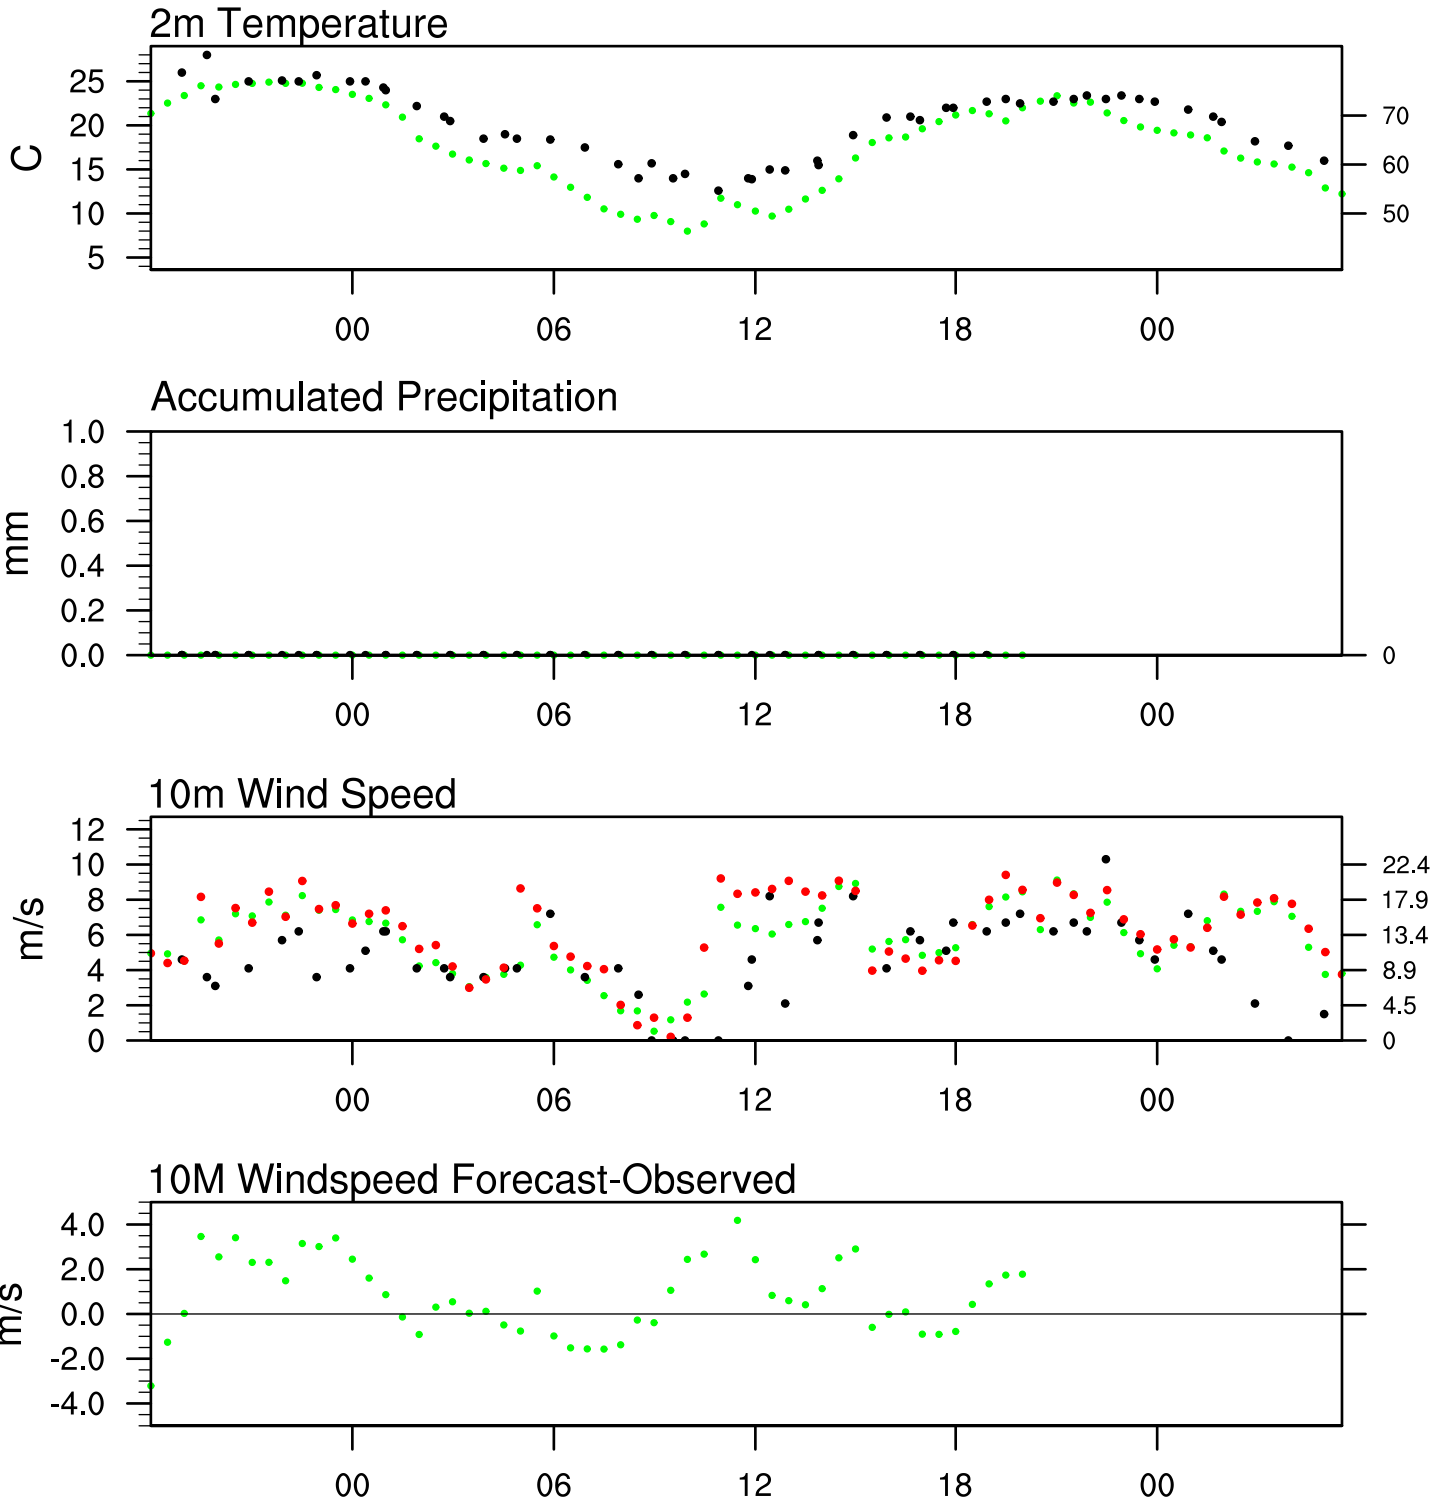 2m Temperature
25
20
15
10
5
C
70
60
50
00 06 12 18 00
Accumulated Precipitation
1.0
0.8
0.6
0.4
0.2
0.0
mm
0
00 06 12 18 00
10m Wind Speed
12
10
8
6
4
2
0
m/s
22.4
17.9
13.4
8.9
4.5
0
00 06 12 18 00
10M Windspeed Forecast-Observed
4.0
2.0
0.0
-2.0
-4.0
m/s
00 06 12 18 00